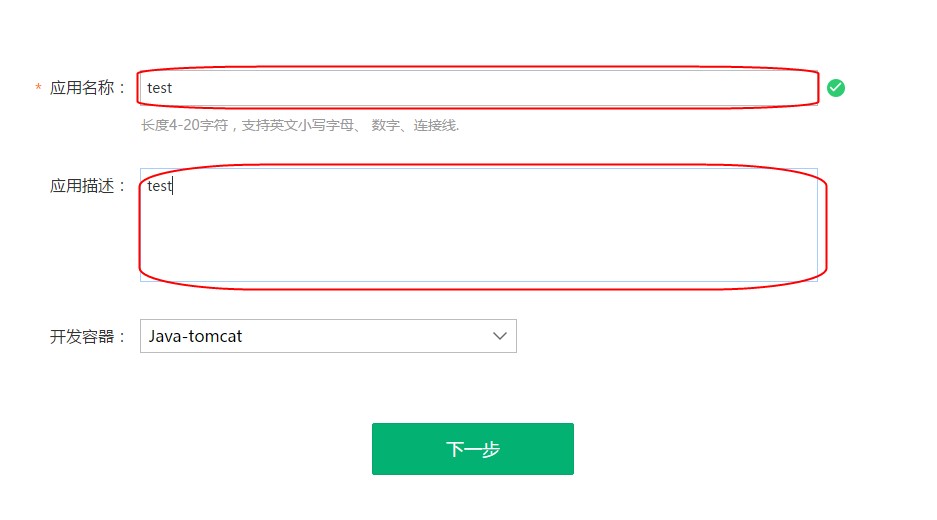 * 应用名称： test
长度4-20字符，支持英文小写字母、 数字、连接线.
应用描述： test
开发容器： Java-tomcat
下一步